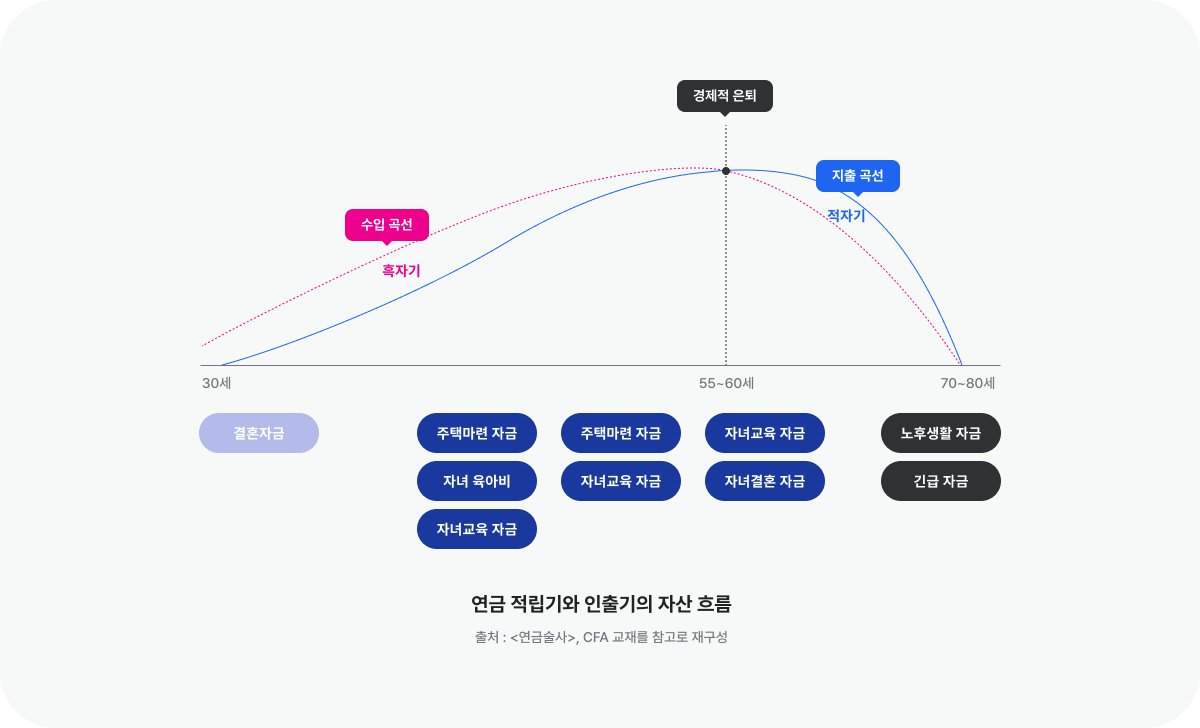 경제적 은퇴
지출 곡선
적자기
수입 곡선
흑자기
30세
55~60세
70~80세
결혼자금
주택마련 자금
주택마련 자금
자녀교육 자금
노후생활 자금
자녀 육아비
자녀교육 자금
자녀결혼 자금
긴급 자금
자녀교육 자금
연금 적립기와 인출기의 자산 흐름
출처 : <연금술사>, CFA 교재를 참고로 재구성